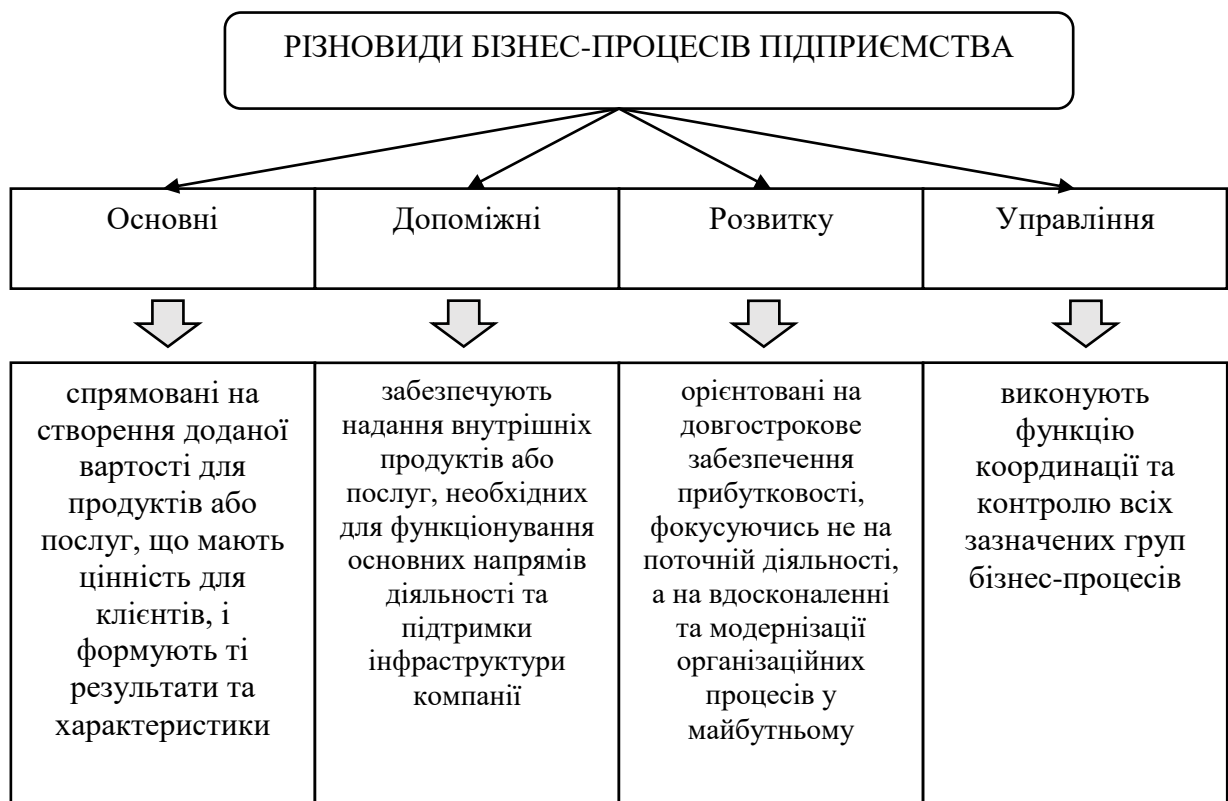 РІЗНОВИДИ БІЗНЕС-ПРОЦЕСІВ ПІДПРИЄМСТВА
Основні
Допоміжні
Розвитку
Управління
спрямовані на
створення доданої
вартості для
продуктів або
послуг, що мають
цінність для
клієнтів, і
формують ті
результати та
характеристики
забезпечують
надання внутрішніх
продуктів або
послуг, необхідних
для функціонування
основних напрямів
діяльності та
підтримки
інфраструктури
компанії
орієнтовані на
довгострокове
забезпечення
прибутковості,
фокусуючись не на
поточній діяльності,
а на вдосконаленні
та модернізації
організаційних
процесів у
майбутньому
виконують
функцію
координації та
контролю всіх
зазначених груп
бізнес-процесів